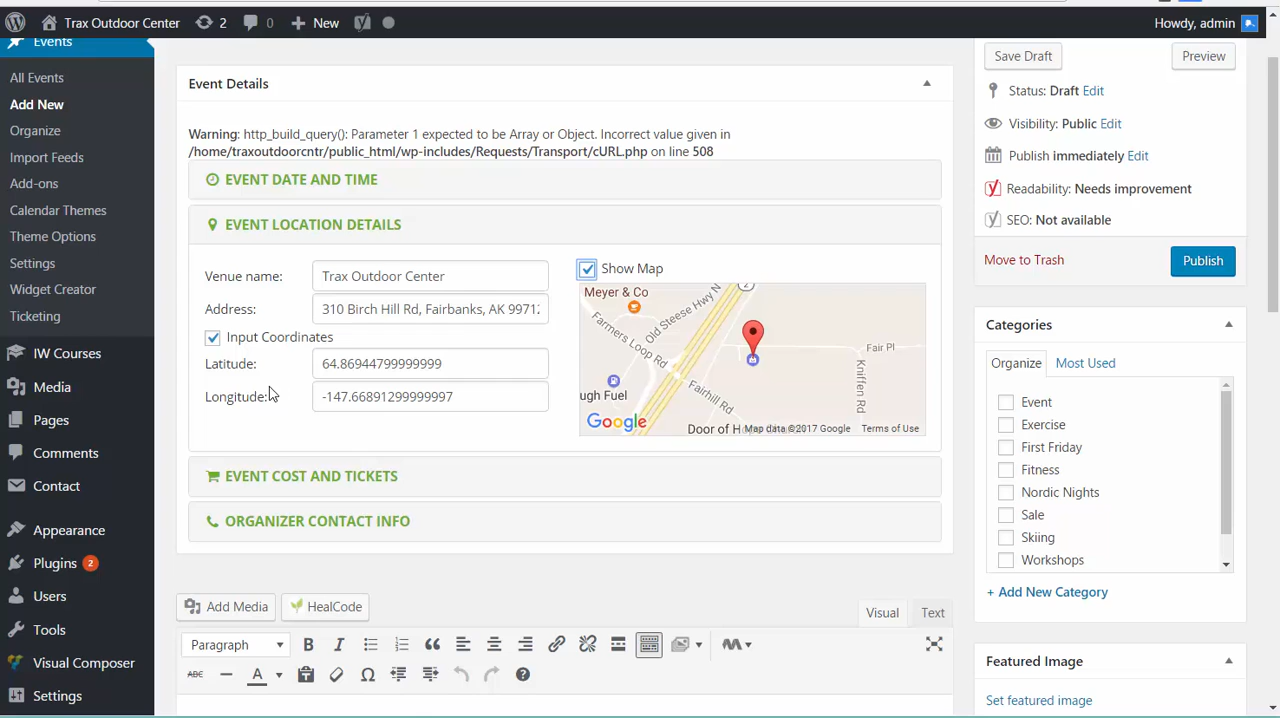 Trax Outdoor Center
2
0
New
Howdy, admin
Events
All Events
Add New
Organize
Import Feeds
Add-ons
Calendar Themes
Theme Options
Settings
Widget Creator
Ticketing
IW Courses
Media
Pages
Comments
Contact
Appearance
Plugins 2
Users
Tools
Visual Composer
Settings
Event Details
Warning: http_build_query(): Parameter 1 expected to be Array or Object. Incorrect value given in
/home/traxoutdoorcntr/public_html/wp-includes/Requests/Transport/cURL.php on line 508
EVENT DATE AND TIME
EVENT LOCATION DETAILS
Venue name: Trax Outdoor Center
Address: 310 Birch Hill Rd, Fairbanks, AK 9971
Input Coordinates
Latitude: 64.86944799999999
Longitude: -147.66891299999997
Show Map
Meyer & Co
2
Old Steese Hwy N
Farmers Loop Rd
Fair Pl
Kniffen Rd
Fairhill Rd
ugh Fuel
Google
Door of H
Map data ©2017 Google
Terms of Use
EVENT COST AND TICKETS
ORGANIZER CONTACT INFO
Add Media
HealCode
Visual
Text
Paragraph
B I
ABC A Ω
Save Draft
Preview
Status: Draft Edit
Visibility: Public Edit
Publish immediately Edit
Readability: Needs improvement
SEO: Not available
Move to Trash
Publish
Categories
Organize
Most Used
Event
Exercise
First Friday
Fitness
Nordic Nights
Sale
Skiing
Workshops
+ Add New Category
Featured Image
Set featured image